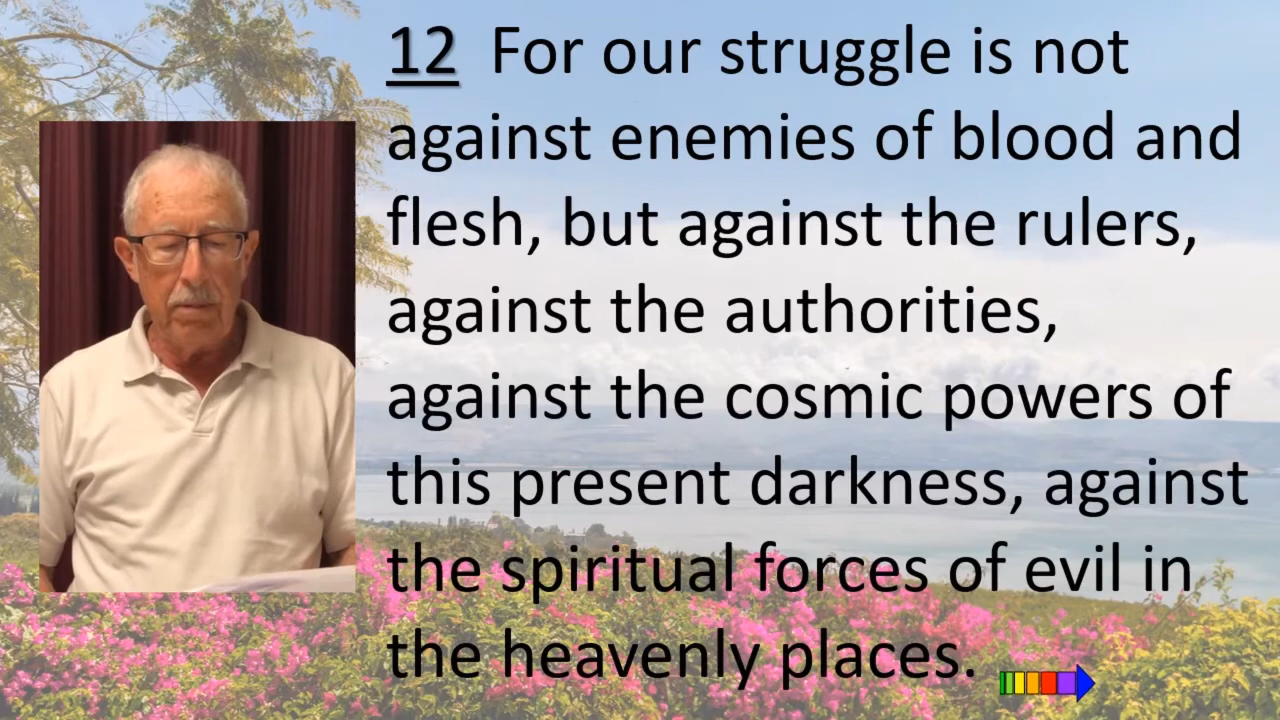 12 For our struggle is not
against enemies of blood and
flesh, but against the rulers,
against the authorities,
against the cosmic powers of
this present darkness, against
the spiritual forces of evil in
the heavenly places.